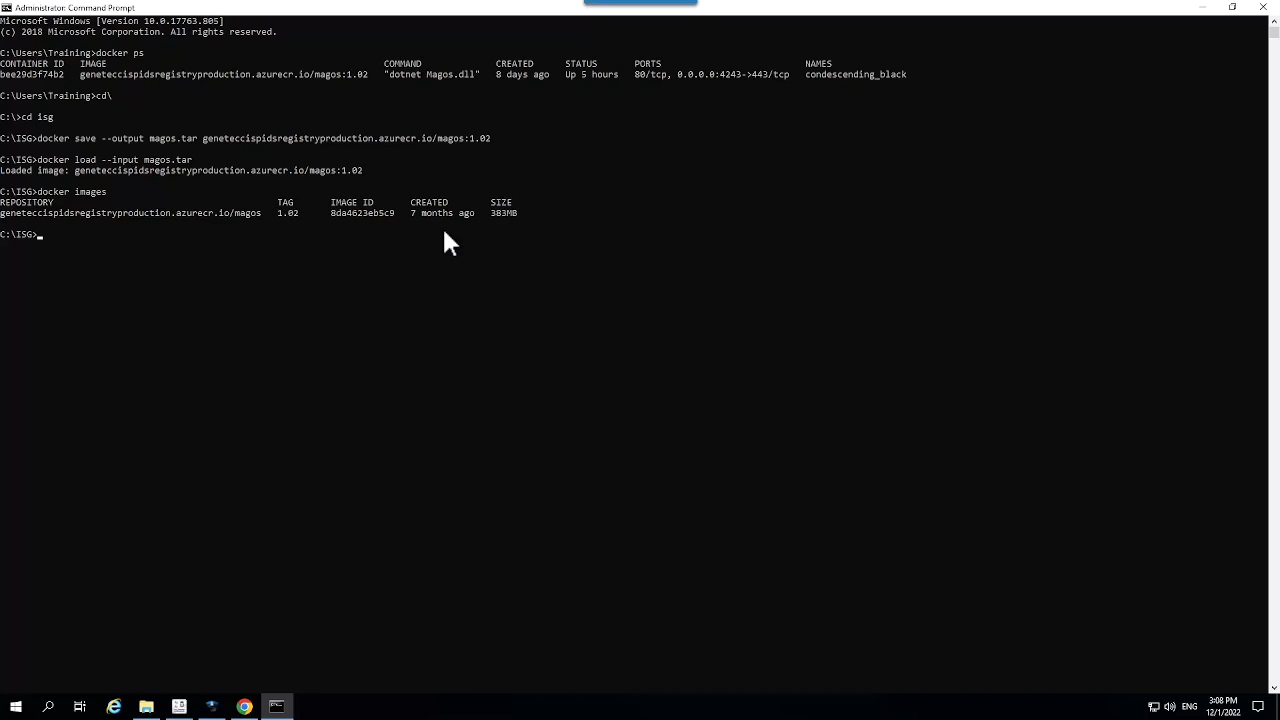 Administrator: Command Prompt
Microsoft Windows [Version 10.0.17763.805]
(c) 2018 Microsoft Corporation. All rights reserved.
C:\Users\Training>docker ps
CONTAINER ID IMAGE COMMAND CREATED STATUS PORTS NAMES
bee29d3f74b2 geneteccispidsregistryproduction.azurecr.io/magos:1.02 "dotnet Magos.dll" 8 days ago Up 5 hours 80/tcp, 0.0.0.0:4243->443/tcp condescending_black
C:\Users\Training>cd\
C:\>cd isg
C:\ISG>docker save --output magos.tar geneteccispidsregistryproduction.azurecr.io/magos:1.02
C:\ISG>docker load --input magos.tar
Loaded image: geneteccispidsregistryproduction.azurecr.io/magos:1.02
C:\ISG>docker images
REPOSITORY TAG IMAGE ID CREATED SIZE
geneteccispidsregistryproduction.azurecr.io/magos 1.02 8da4623eb5c9 7 months ago 383MB
C:\ISG>
ENG
3:08 PM
12/1/2022